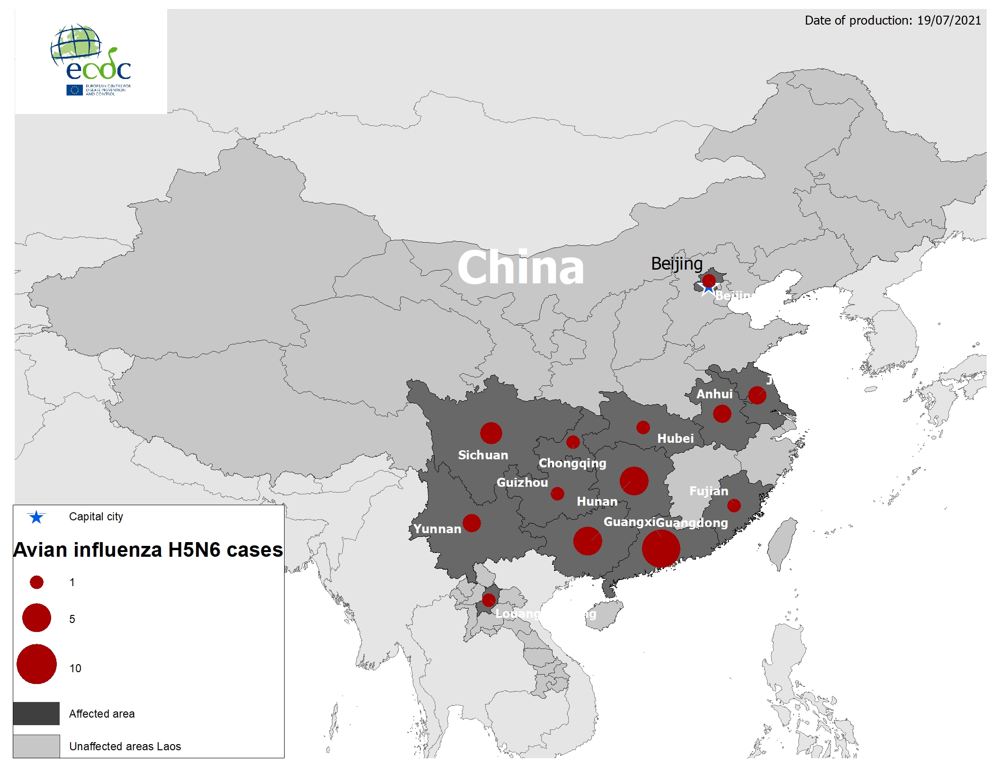 Date of production: 19/07/2021
ecdc
EUROPEAN CENTRE FOR
DISEASE PREVENTION
AND CONTROL
China
Beijing
Anhui
Hubei
Sichuan
Chongqing
Guizhou
Hunan
Fujian
Guangxi
Guangdong
Yunnan
Capital city
Avian influenza H5N6 cases
1
5
10
Affected area
Unaffected areas Laos